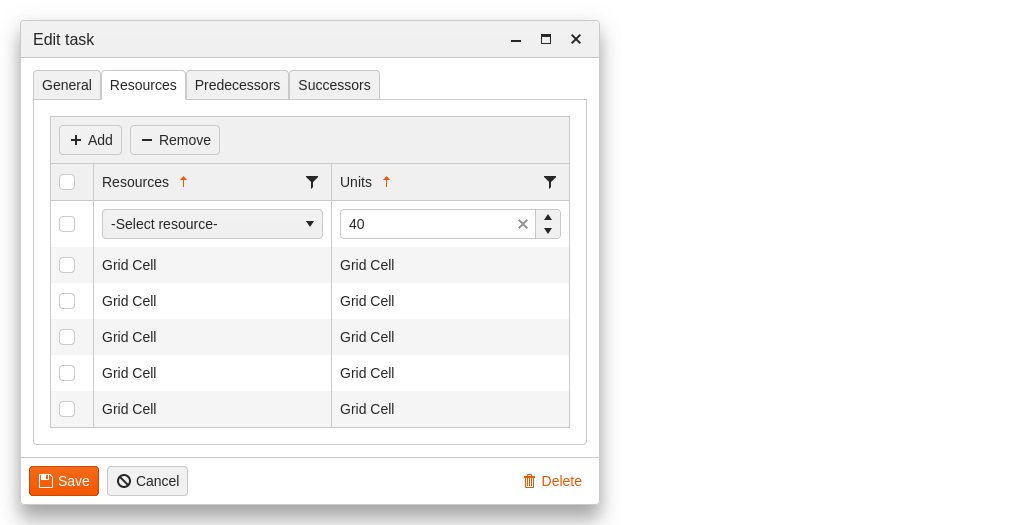 Edit task
General Resources Predecessors Successors
Add Remove
Resources Units
-Select resource- 40
Grid Cell Grid Cell
Grid Cell Grid Cell
Grid Cell Grid Cell
Grid Cell Grid Cell
Grid Cell Grid Cell
Save Cancel Delete